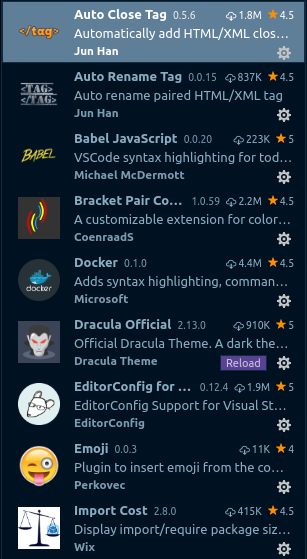 </tag>
Auto Close Tag 0.5.6 1.8M ★4.5
Automatically add HTML/XML clos...
Jun Han
<TAG>
</TAG>
Auto Rename Tag 0.0.15 837K ★4.5
Auto rename paired HTML/XML tag
Jun Han
BABEL
Babel JavaScript 0.0.20 223K ★5
VSCode syntax highlighting for tod...
Michael McDermott
Bracket Pair Co... 1.0.59 2.2M ★4.5
A customizable extension for color...
CoenraadS
docker
Docker 0.1.0 4.4M ★4.5
Adds syntax highlighting, comman...
Microsoft
Dracula Official 2.13.0 910K ★5
Official Dracula Theme. A dark the...
Dracula Theme Reload
EditorConfig for ... 0.12.4 1.9M ★5
EditorConfig Support for Visual St...
EditorConfig
Emoji 0.0.3 11K ★4
Plugin to insert emoji from the co...
Perkovec
Import Cost 2.8.0 415K ★4.5
Display import/require package siz...
Wix